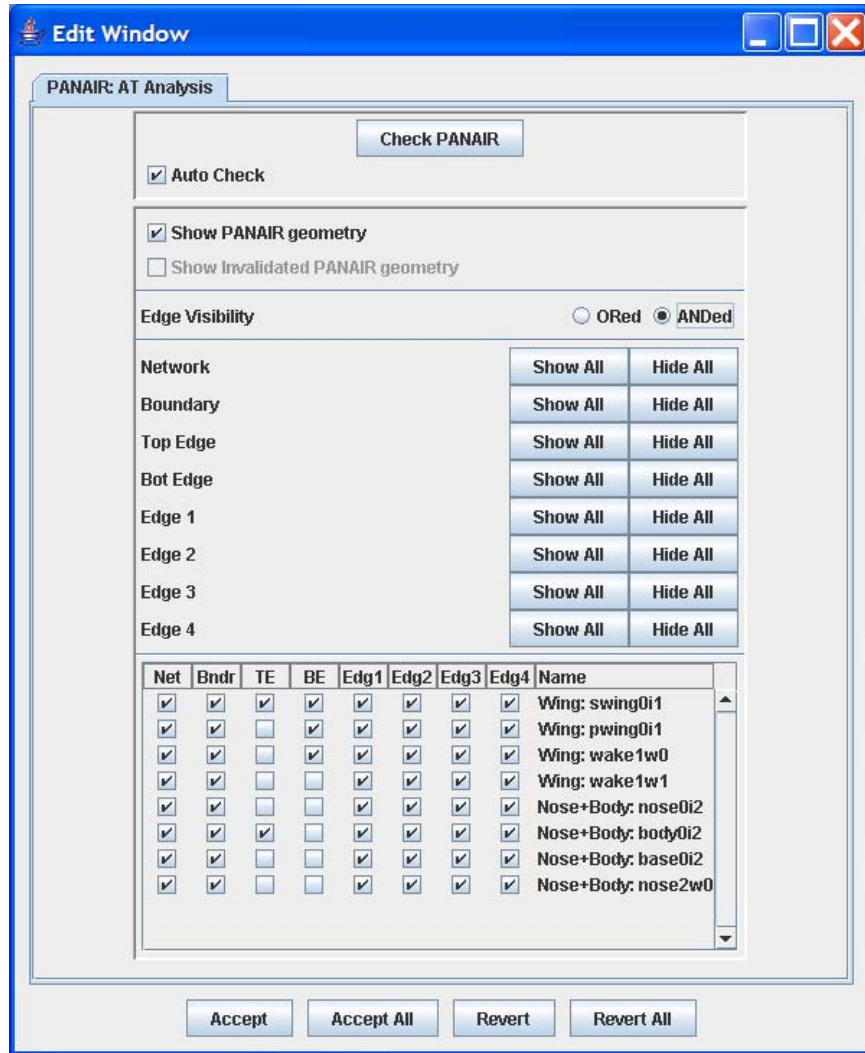 Edit Window
PANAIR: AT Analysis
Check PANAIR
Auto Check
Show PANAIR geometry
Show Invalidated PANAIR geometry
Edge Visibility ORed ANDed
Network Show All Hide All
Boundary Show All Hide All
Top Edge Show All Hide All
Bot Edge Show All Hide All
Edge 1 Show All Hide All
Edge 2 Show All Hide All
Edge 3 Show All Hide All
Edge 4 Show All Hide All
Net Bndr TE BE Edg1 Edg2 Edg3 Edg4 Name
Wing: swing0i1
Wing: pwing0i1
Wing: wake1w0
Wing: wake1w1
Nose+Body: nose0i2
Nose+Body: body0i2
Nose+Body: base0i2
Nose+Body: nose2w0
Accept Accept All Revert Revert All